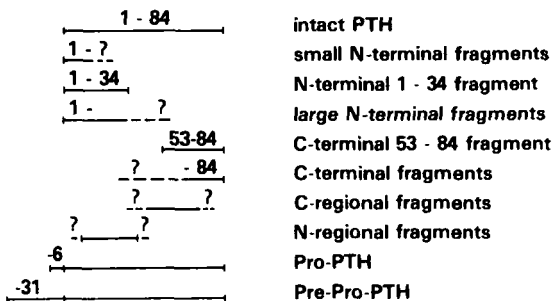 1 - 84 intact PTH
1 - ? small N-terminal fragments
1 - 34 N-terminal 1 - 34 fragment
1 - ? large N-terminal fragments
53-84 C-terminal 53 - 84 fragment
? - 84 C-terminal fragments
? ? C-regional fragments
? ? N-regional fragments
-6 Pro-PTH
-31 Pre-Pro-PTH